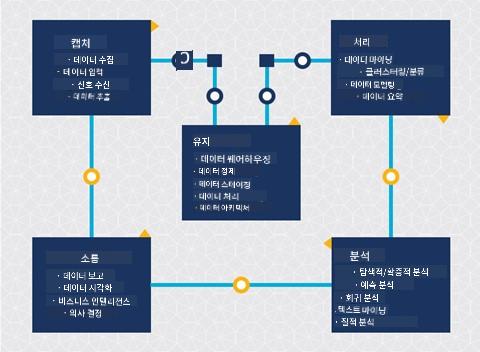 캡처
· 데이터 수집
· 데이터 입력
· 신호 수신
· 데이터 추출
처리
· 데이터 마이닝
· 클러스터링/분류
· 데이터 모델링
· 데이터 요약
유지
· 데이터 웨어하우징
· 데이터 정제
· 데이터 스테이징
· 데이터 처리
· 데이터 아키텍처
소통
· 데이터 보고
· 데이터 시각화
· 비즈니스 인텔리전스
· 의사 결정
분석
· 탐색적/확증적 분석
· 예측 분석
· 회귀 분석
· 텍스트 마이닝
· 질적 분석